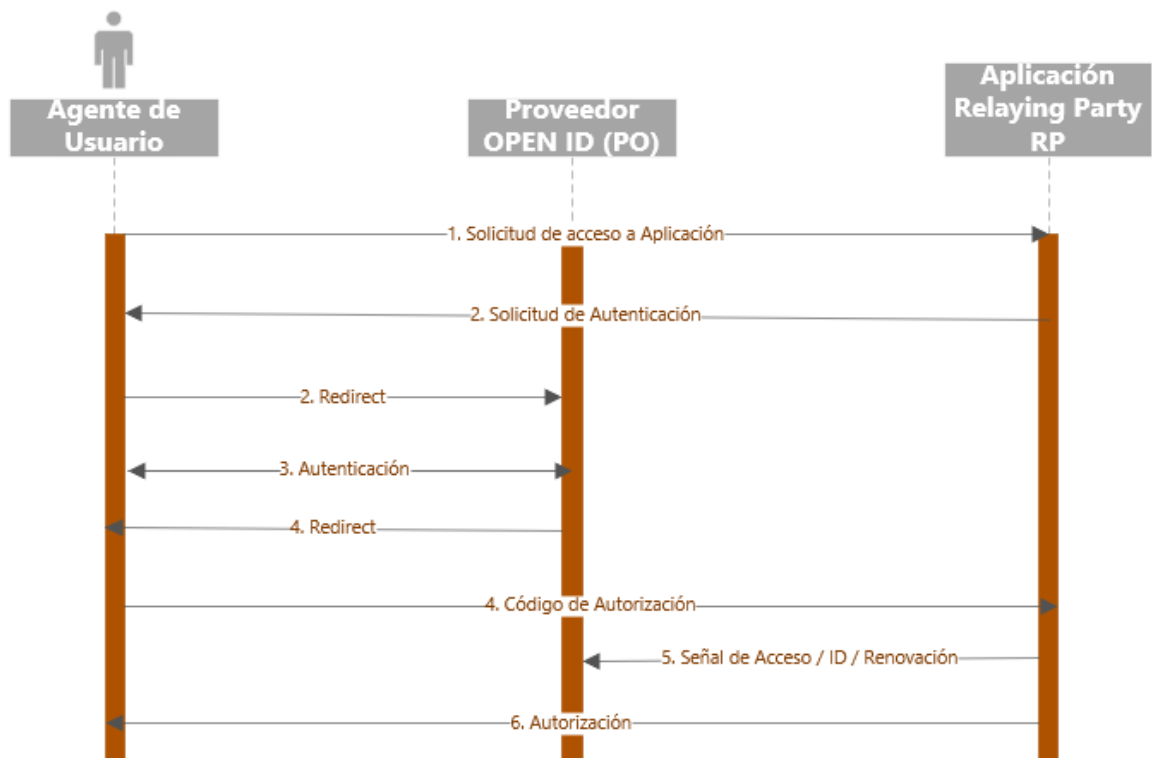 Agente de
Usuario
Proveedor
OPEN ID (PO)
Aplicación
Relaying Party
RP
1. Solicitud de acceso a Aplicación
2. Solicitud de Autenticación
2. Redirect
3. Autenticación
4. Redirect
4. Código de Autorización
5. Señal de Acceso / ID / Renovación
6. Autorización